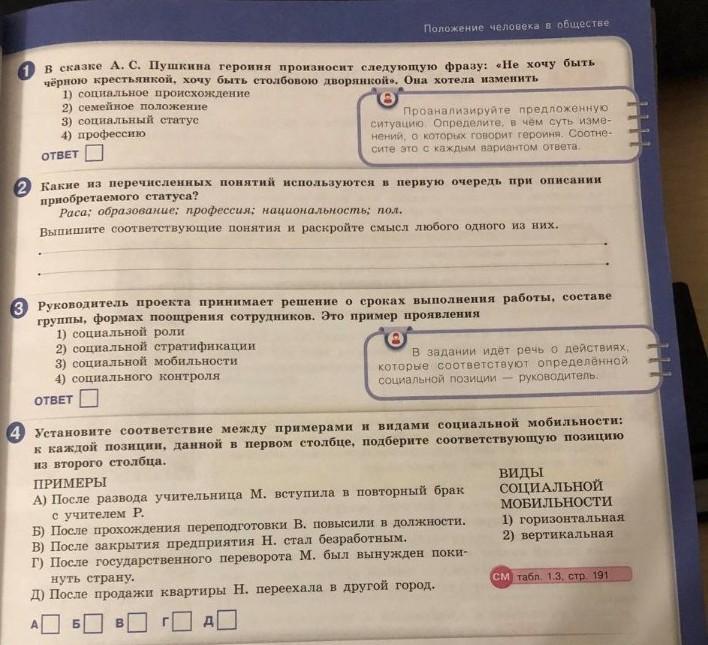 Положение человека в обществе
1 В сказке А. С. Пушкина героиня произносит следующую фразу: «Не хочу быть
чёрною крестьянкой, хочу быть столбовою дворянкой». Она хотела изменить
1) социальное происхождение
2) семейное положение
3) социальный статус
4) профессию
ОТВЕТ
Проанализируйте предложенную
ситуацию. Определите, в чём суть изме-
нений, о которых говорит героиня. Соотне-
сите это с каждым вариантом ответа.
2 Какие из перечисленных понятий используются в первую очередь при описании
приобретаемого статуса?
Раса; образование; профессия; национальность; пол.
Выпишите соответствующие понятия и раскройте смысл любого одного из них.
3 Руководитель проекта принимает решение о сроках выполнения работы, составе
группы, формах поощрения сотрудников. Это пример проявления
1) социальной роли
2) социальной стратификации
3) социальной мобильности
4) социального контроля
ОТВЕТ
В задании идёт речь о действиях,
которые соответствуют определённой
социальной позиции — руководитель.
4 Установите соответствие между примерами и видами социальной мобильности:
к каждой позиции, данной в первом столбце, подберите соответствующую позицию
из второго столбца.
ПРИМЕРЫ
А) После развода учительница М. вступила в повторный брак
с учителем Р.
Б) После прохождения переподготовки В. повысили в должности.
В) После закрытия предприятия Н. стал безработным.
Г) После государственного переворота М. был вынужден поки-
нуть страну.
Д) После продажи квартиры Н. переехала в другой город.
ВИДЫ
СОЦИАЛЬНОЙ
МОБИЛЬНОСТИ
1) горизонтальная
2) вертикальная
СМ табл. 1.3, стр. 191
А Б В Г Д